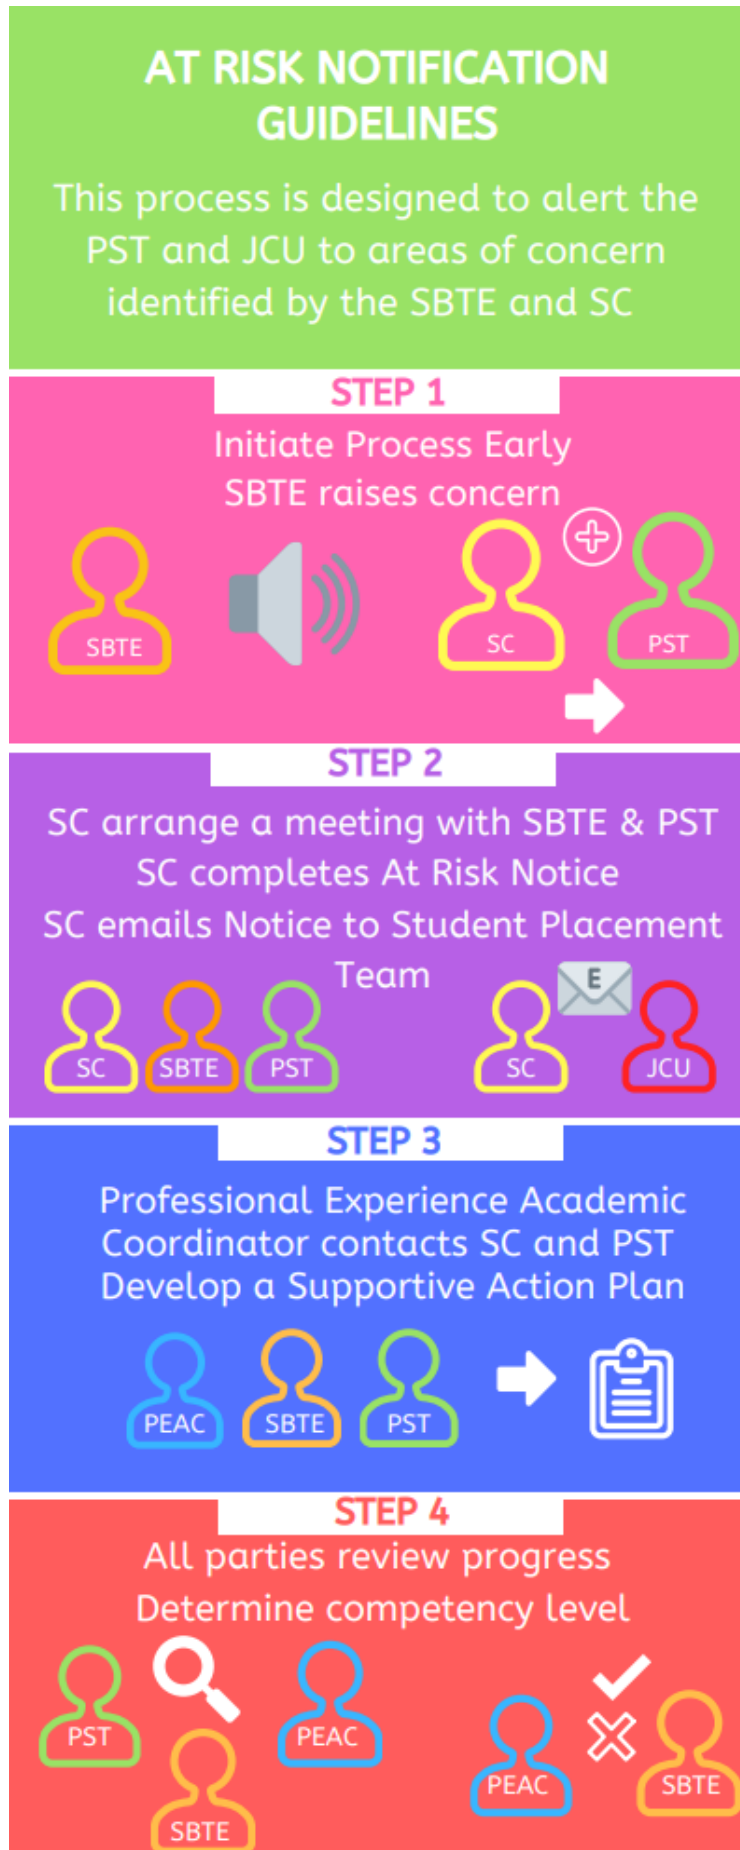 AT RISK NOTIFICATION
GUIDELINES
This process is designed to alert the
PST and JCU to areas of concern
identified by the SBTE and SC
STEP 1
Initiate Process Early
SBTE raises concern
SBTE
SC
PST
STEP 2
SC arrange a meeting with SBTE & PST
SC completes At Risk Notice
SC emails Notice to Student Placement
Team
E
SC
SBTE
PST
SC
JCU
STEP 3
Professional Experience Academic
Coordinator contacts SC and PST
Develop a Supportive Action Plan
PEAC
SBTE
PST
STEP 4
All parties review progress
Determine competency level
PST
PEAC
SBTE
PEAC
SBTE